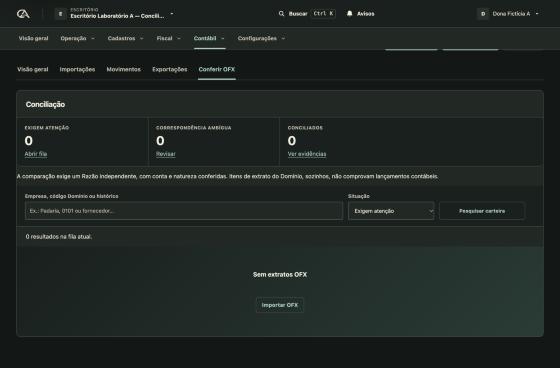 CA
E
ESCRITÓRIO
Escritório Laboratório A — Concili...
Buscar Ctrl K
Avisos
D
Dona Fictícia A
Visão geral
Operação
Cadastros
Fiscal
Contábil
Configurações
Visão geral
Importações
Movimentos
Exportações
Conferir OFX
Conciliação
EXIGEM ATENÇÃO
0
Abrir fila
CORRESPONDÊNCIA AMBÍGUA
0
Revisar
CONCILIADOS
0
Ver evidências
A comparação exige um Razão independente, com conta e natureza conferidas. Itens de extrato do Domínio, sozinhos, não comprovam lançamentos contábeis.
Empresa, código Domínio ou histórico
Ex.: Padaria, 0101 ou fornecedor...
Situação
Exigem atenção
Pesquisar carteira
0 resultados na fila atual.
Sem extratos OFX
Importar OFX